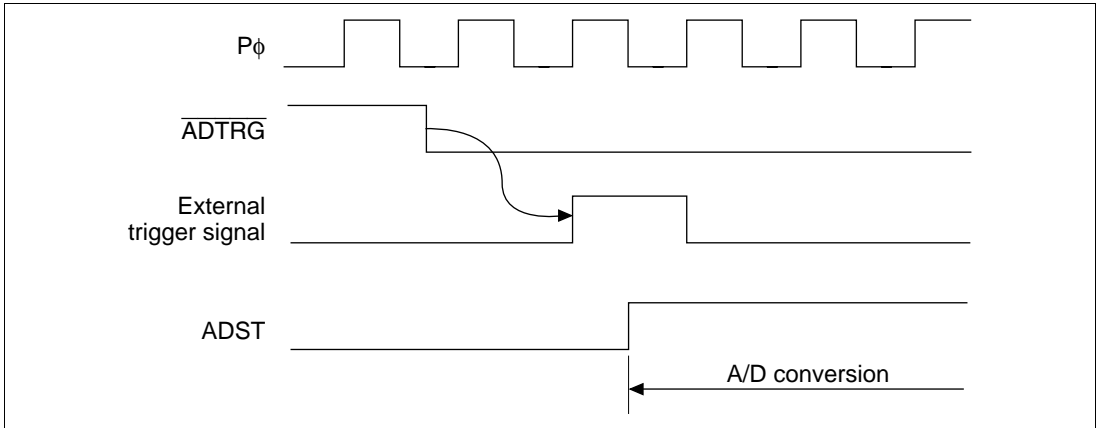 Pϕ
ADTRG
External
trigger signal
ADST
A/D conversion